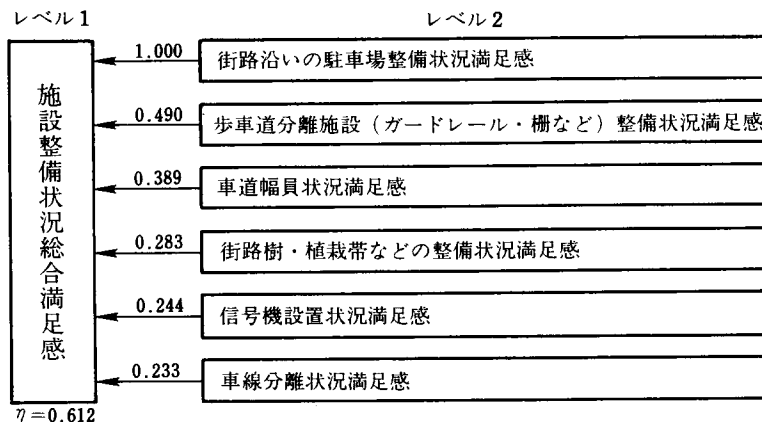 レベル1
レベル2
施設整備状況総合満足感
1.000
街路沿いの駐車場整備状況満足感
0.490
歩車道分離施設（ガードレール・柵など）整備状況満足感
0.389
車道幅員状況満足感
0.283
街路樹・植栽帯などの整備状況満足感
0.244
信号機設置状況満足感
0.233
車線分離状況満足感
η=0.612